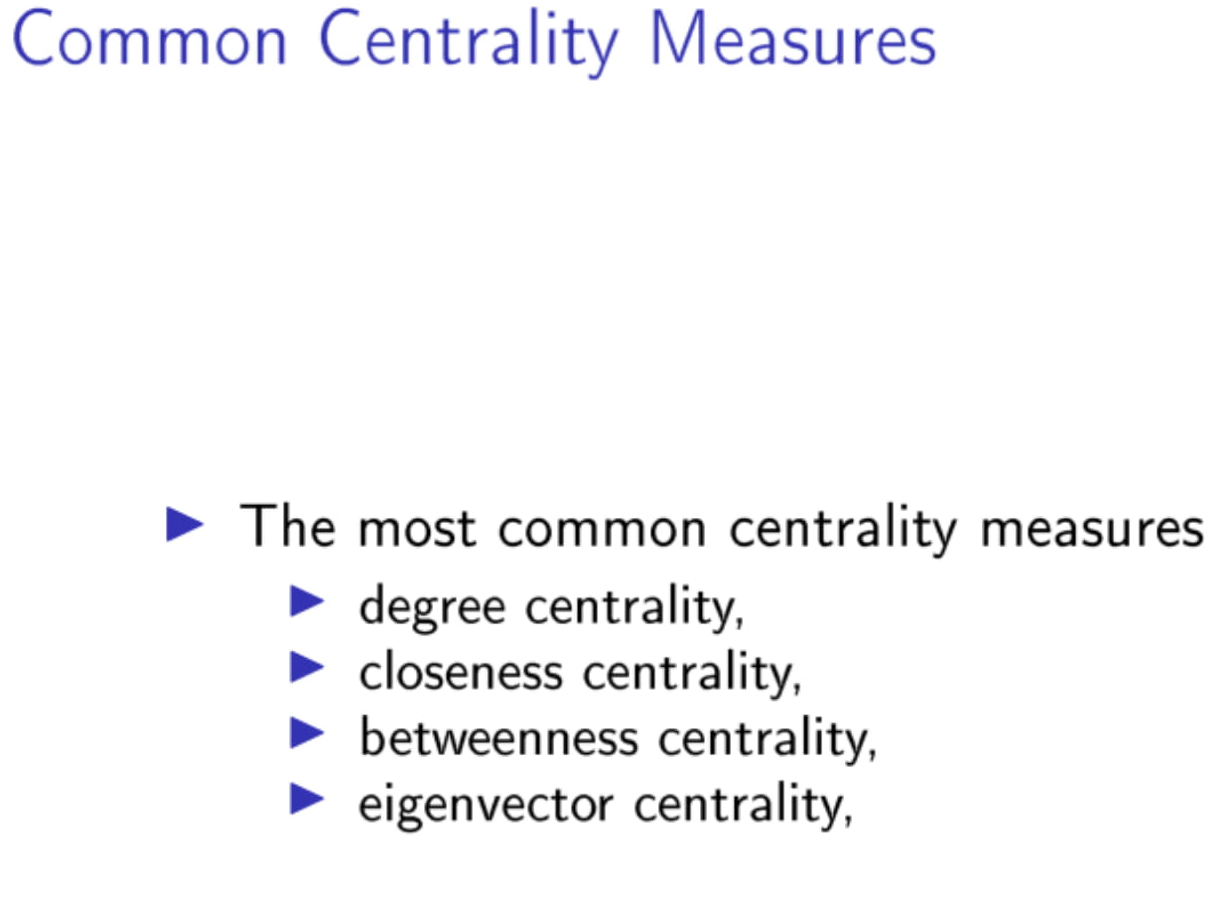 Common Centrality Measures
The most common centrality measures
degree centrality,
closeness centrality,
betweenness centrality,
eigenvector centrality,